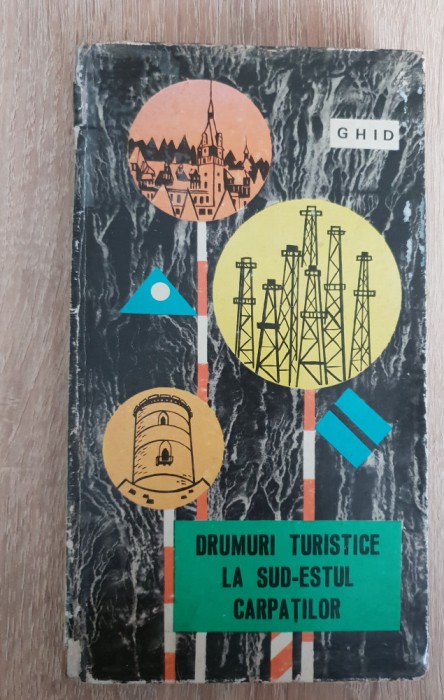 GHID
DRUMURI TURISTICE
LA SUD-ESTUL
CARPAȚILOR